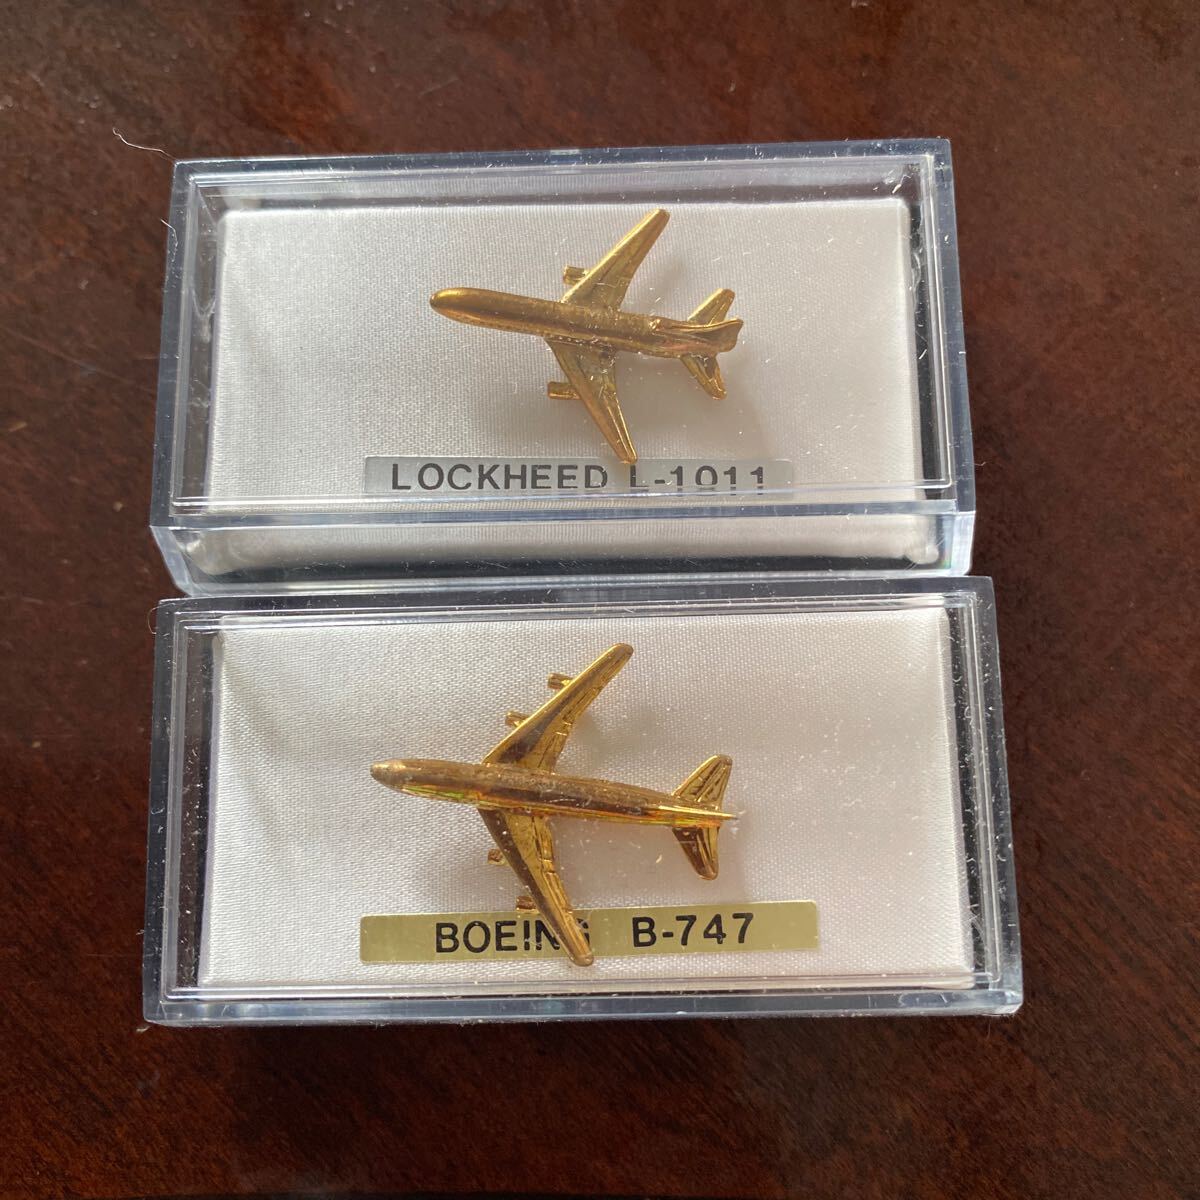 LOCKHEED L-1011
BOEING B-747